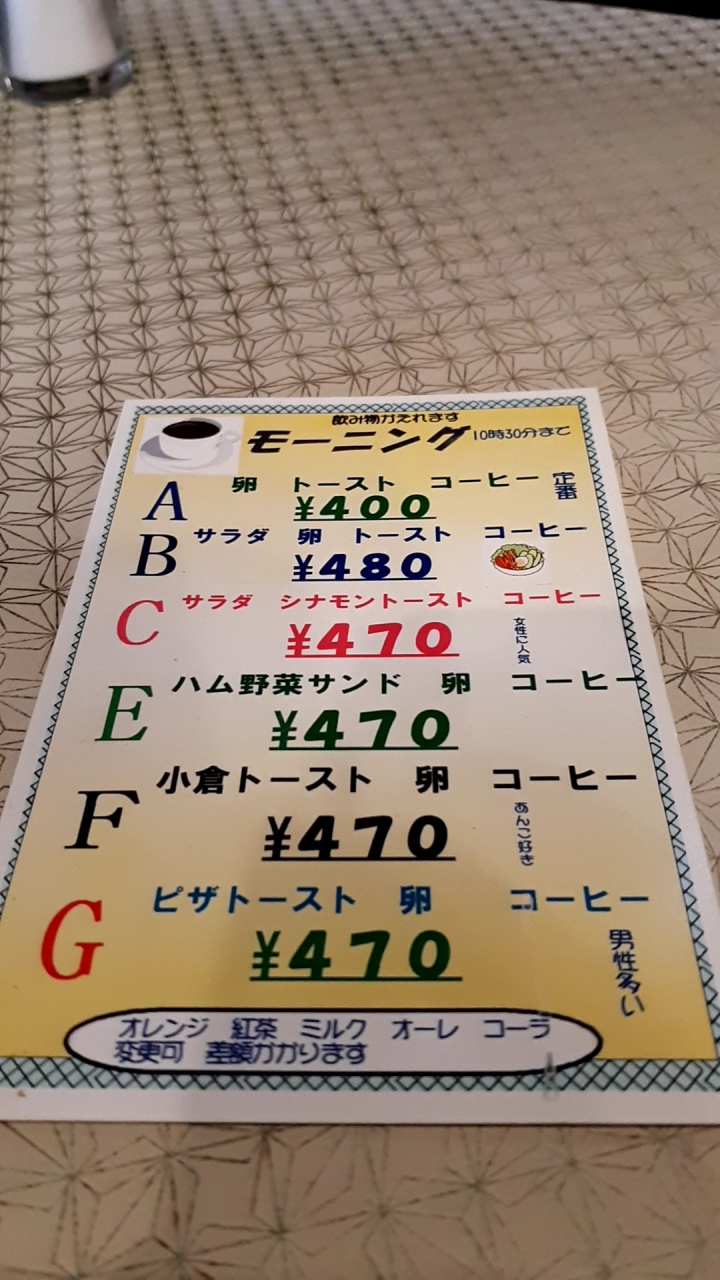 飲み物かえれます
モーニング 10時30分まで
A 卵 トースト コーヒー 定番
¥400
B サラダ 卵 トースト コーヒー
¥480
C サラダ シナモントースト コーヒー
¥470 女性に人気
E ハム野菜サンド 卵 コーヒー
¥470
F 小倉トースト 卵 コーヒー
¥470 あんこ好き
G ピザトースト 卵 コーヒー
¥470 男性多い
オレンジ 紅茶 ミルク オーレ コーラ
変更可 差額かかります